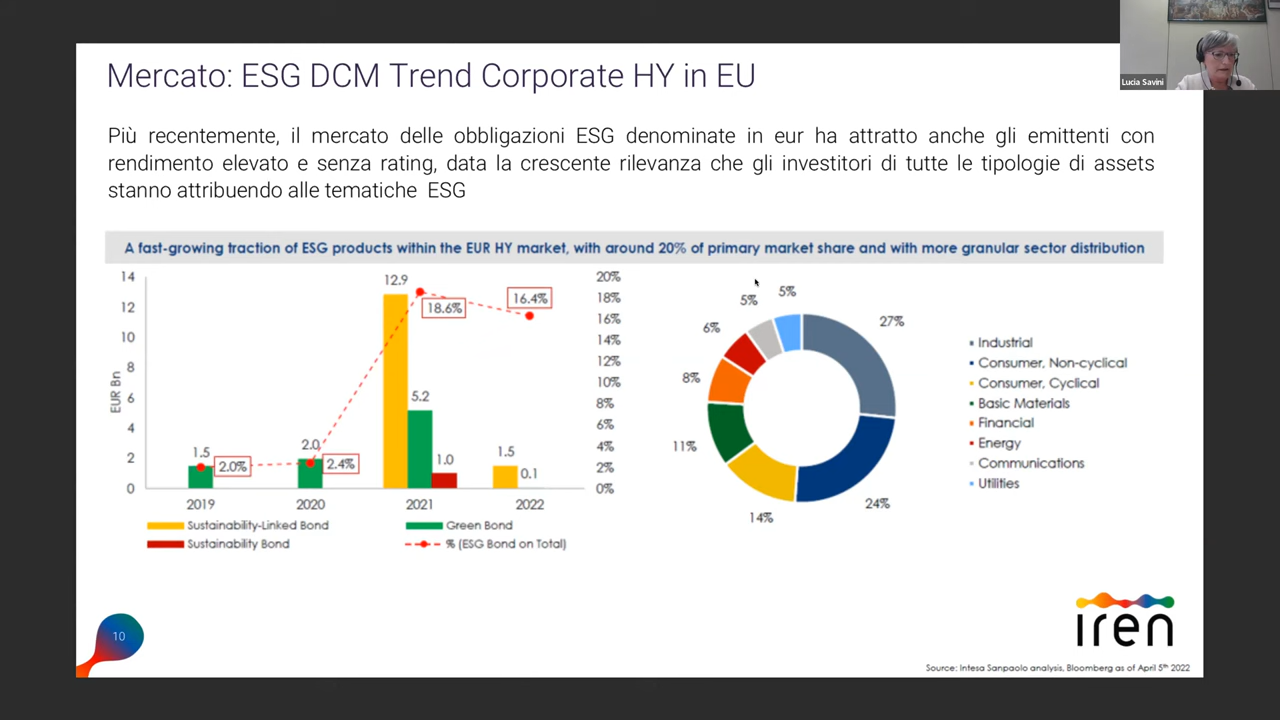 Lucia Savini
Mercato: ESG DCM Trend Corporate HY in EU
Più recentemente, il mercato delle obbligazioni ESG denominate in eur ha attratto anche gli emittenti con
rendimento elevato e senza rating, data la crescente rilevanza che gli investitori di tutte le tipologie di assets
stanno attribuendo alle tematiche ESG
A fast-growing traction of ESG products within the EUR HY market, with around 20% of primary market share and with more granular sector distribution
EUR Bn
14
12
10
8
6
4
2
0
1.5
2.0%
2.0
2.4%
12.9
18.6%
5.2
1.0
16.4%
1.5
0.1
20%
18%
16%
14%
12%
10%
8%
6%
4%
2%
0%
2019 2020 2021 2022
Sustainability-Linked Bond
Green Bond
Sustainability Bond
% (ESG Bond on Total)
27%
24%
14%
11%
8%
6%
5%
5%
Industrial
Consumer, Non-cyclical
Consumer, Cyclical
Basic Materials
Financial
Energy
Communications
Utilities
10
iren
Source: Intesa Sanpaolo analysis, Bloomberg as of April 5th 2022